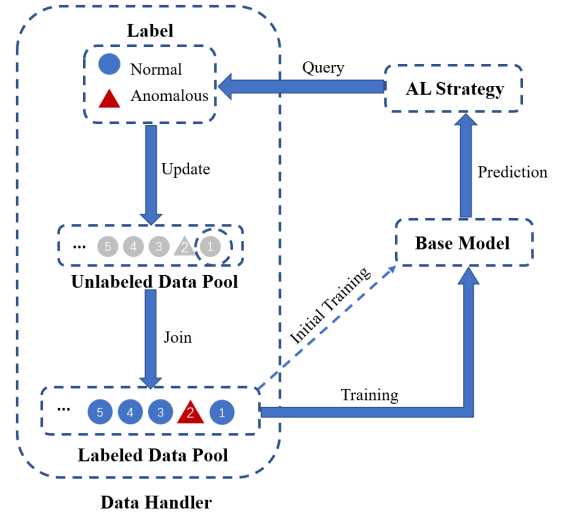 Label
Normal
Anomalous
Query
AL Strategy
Update
Prediction
... 5 4 3 2 1
Unlabeled Data Pool
Base Model
Initial Training
Join
... 5 4 3 2 1
Training
Labeled Data Pool
Data Handler